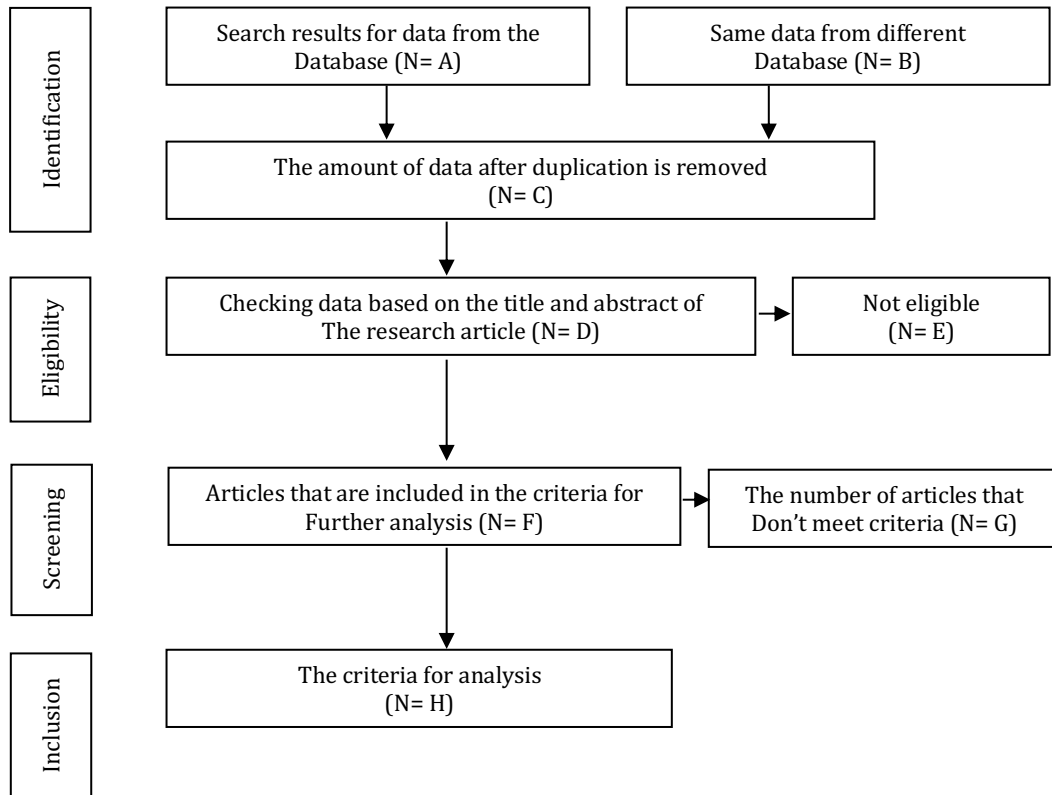 Identification
Search results for data from the
Database (N= A)
Same data from different
Database (N= B)
The amount of data after duplication is removed
(N= C)
Eligibility
Checking data based on the title and abstract of
The research article (N= D)
Not eligible
(N= E)
Screening
Articles that are included in the criteria for
Further analysis (N= F)
The number of articles that
Don’t meet criteria (N= G)
Inclusion
The criteria for analysis
(N= H)